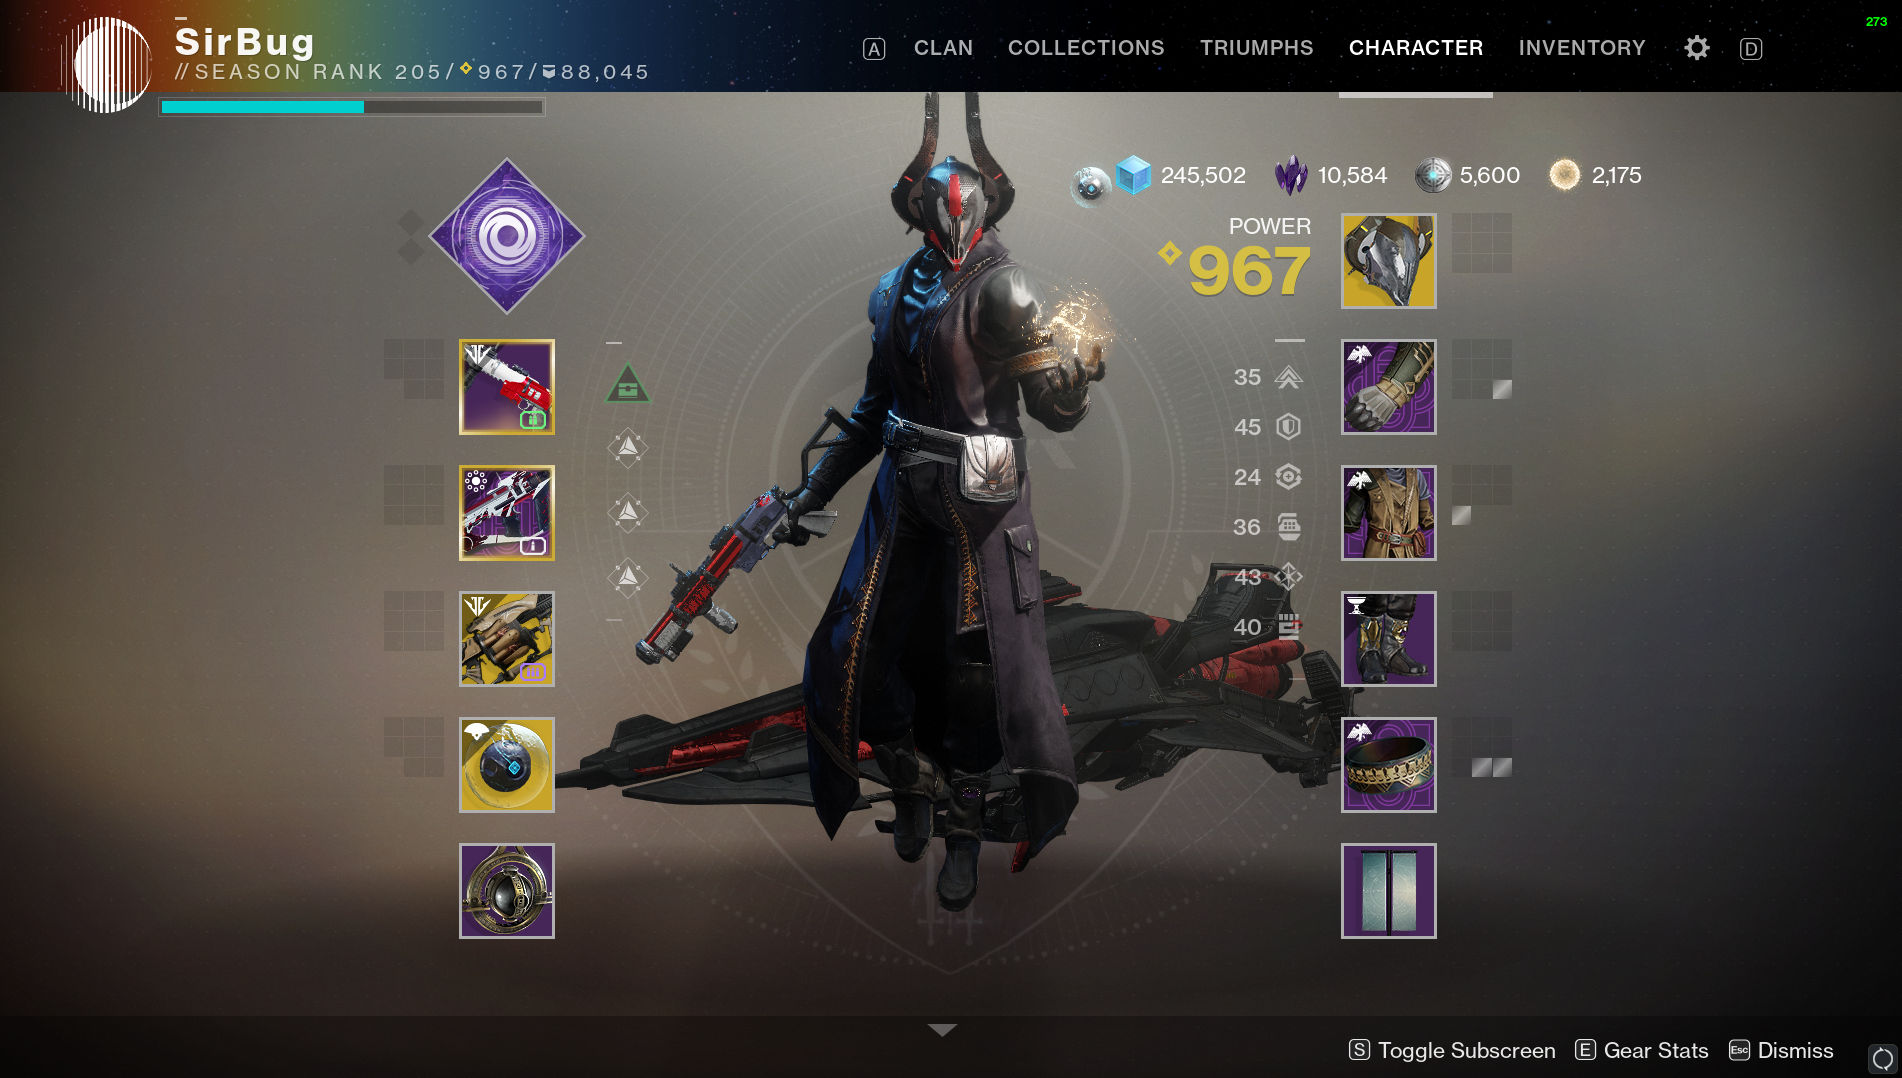 273
SirBug
// SEASON RANK 205/967/88,045
A CLAN COLLECTIONS TRIUMPHS CHARACTER INVENTORY D
245,502 10,584 5,600 2,175
POWER
967
35
45
24
36
43
40
S Toggle Subscreen E Gear Stats Esc Dismiss